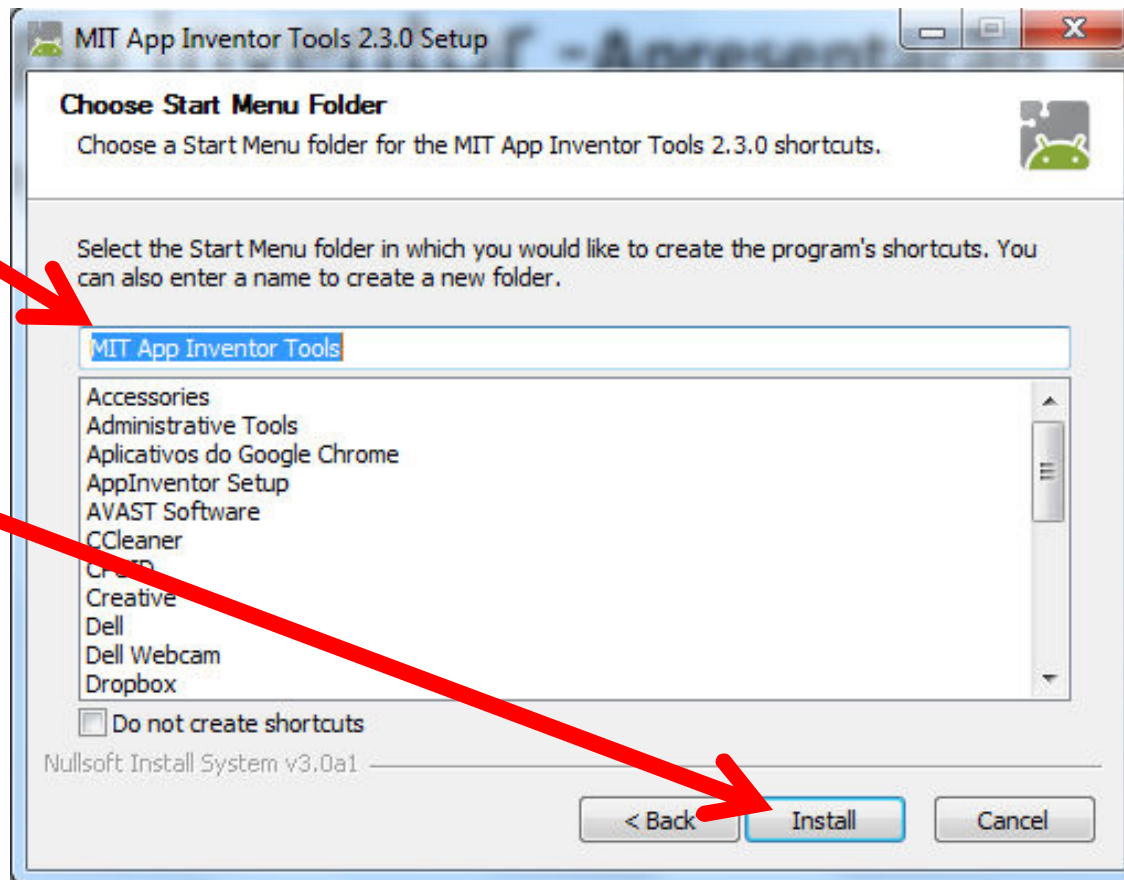 MIT App Inventor Tools 2.3.0 Setup
Choose Start Menu Folder
Choose a Start Menu folder for the MIT App Inventor Tools 2.3.0 shortcuts.
Select the Start Menu folder in which you would like to create the program's shortcuts. You
can also enter a name to create a new folder.
MIT App Inventor Tools
Accessories
Administrative Tools
Aplicativos do Google Chrome
AppInventor Setup
AVAST Software
CCleaner
Creative
Dell
Dell Webcam
Dropbox
Do not create shortcuts
Nullsoft Install System v3.0a1
< Back
Install
Cancel